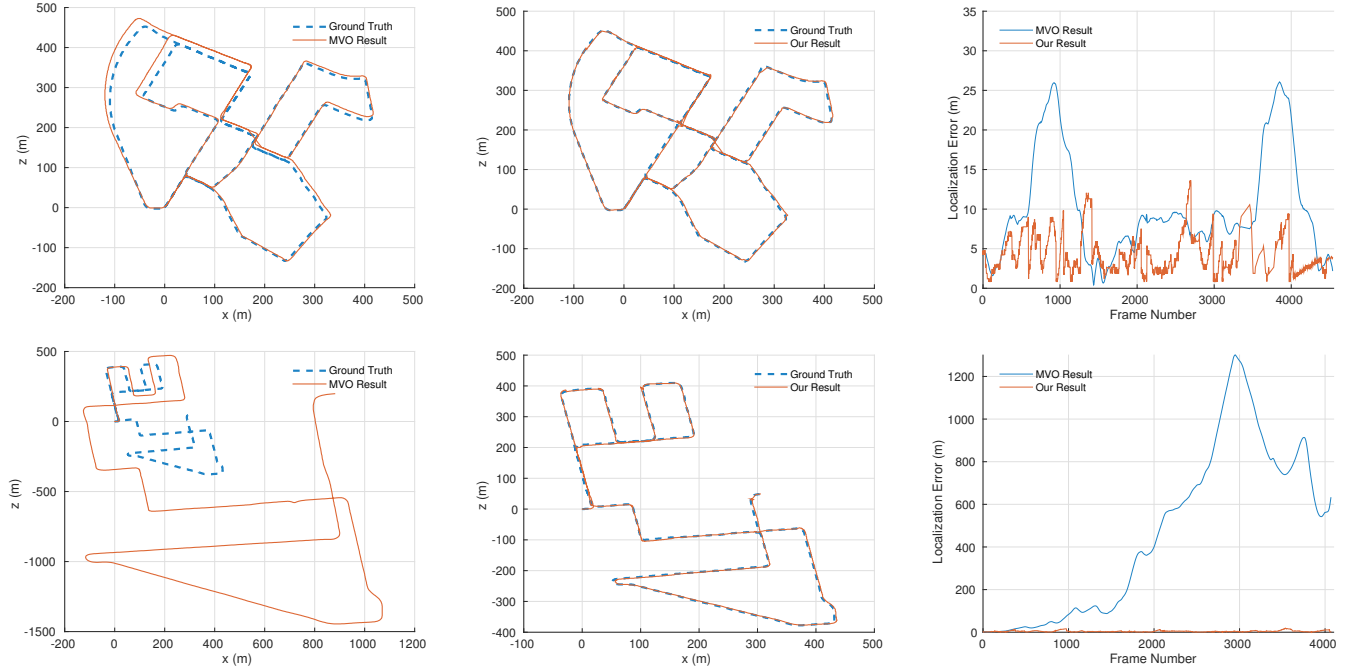 500
400
300
200
100
0
-100
-200
-200 -100 0 100 200 300 400 500
x (m)
z (m)
Ground Truth
MVO Result
500
400
300
200
100
0
-100
-200
-200 -100 0 100 200 300 400 500
x (m)
z (m)
Ground Truth
Our Result
35
30
25
20
15
10
5
0
0 1000 2000 3000 4000
Frame Number
Localization Error (m)
MVO Result
Our Result
500
0
-500
-1000
-1500
-200 0 200 400 600 800 1000 1200
x (m)
z (m)
Ground Truth
MVO Result
500
400
300
200
100
0
-100
-200
-300
-400
-100 0 100 200 300 400 500
x (m)
z (m)
Ground Truth
Our Result
1200
1000
800
600
400
200
0
0 1000 2000 3000 4000
Frame Number
Localization Error (m)
MVO Result
Our Result